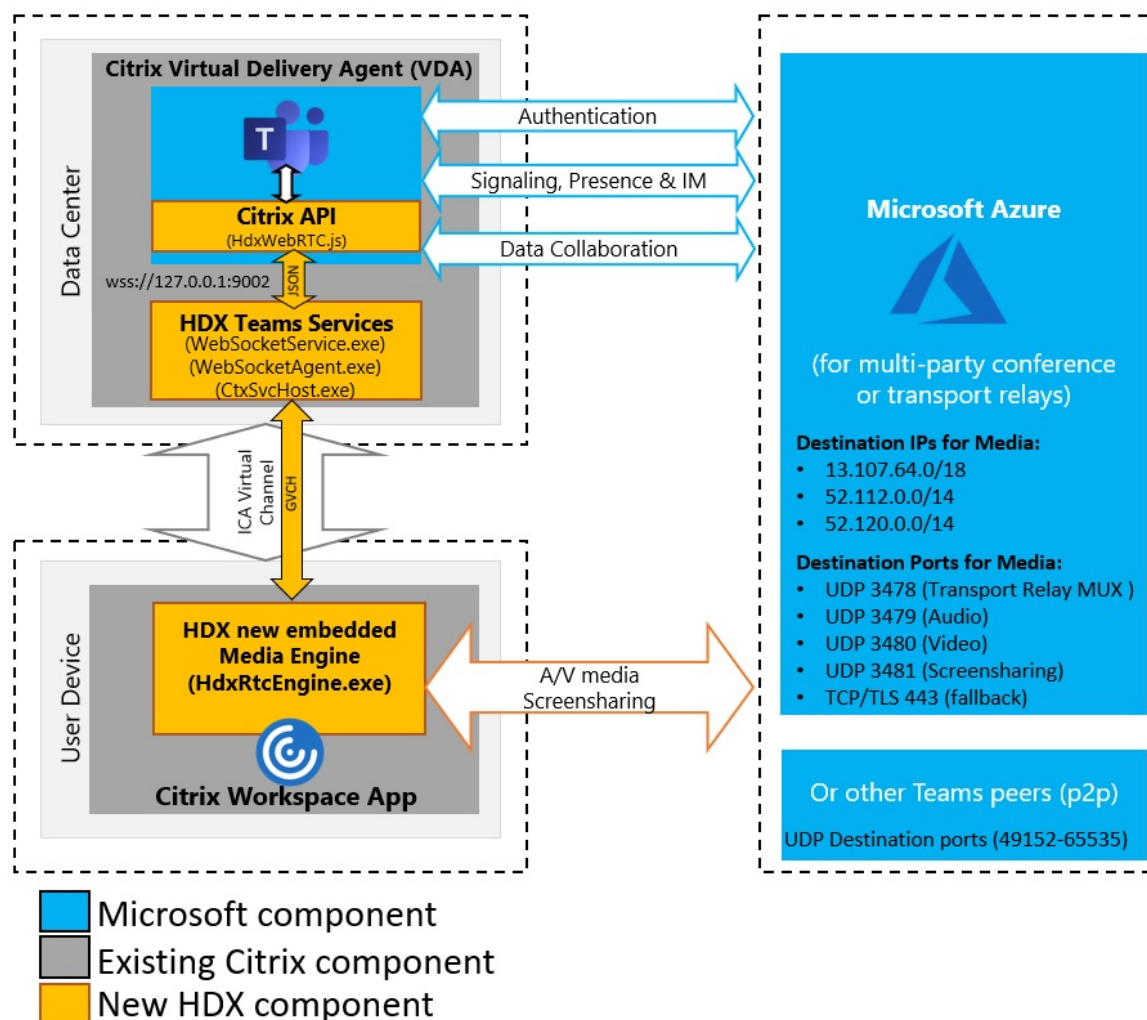 Citrix Virtual Delivery Agent (VDA)
T
Citrix API
(HdxWebRTC.js)
wss://127.0.0.1:9002
JSON
HDX Teams Services
(WebSocketService.exe)
(WebSocketAgent.exe)
(CtxSvcHost.exe)
Data Center
Authentication
Signaling, Presence & IM
Data Collaboration
ICA Virtual
Channel
GVCH
User Device
HDX new embedded
Media Engine
(HdxRtcEngine.exe)
Citrix Workspace App
A/V media
Screensharing
Microsoft Azure
(for multi-party conference
or transport relays)
Destination IPs for Media:
• 13.107.64.0/18
• 52.112.0.0/14
• 52.120.0.0/14
Destination Ports for Media:
• UDP 3478 (Transport Relay MUX )
• UDP 3479 (Audio)
• UDP 3480 (Video)
• UDP 3481 (Screensharing)
• TCP/TLS 443 (fallback)
Or other Teams peers (p2p)
UDP Destination ports (49152-65535)
Microsoft component
Existing Citrix component
New HDX component